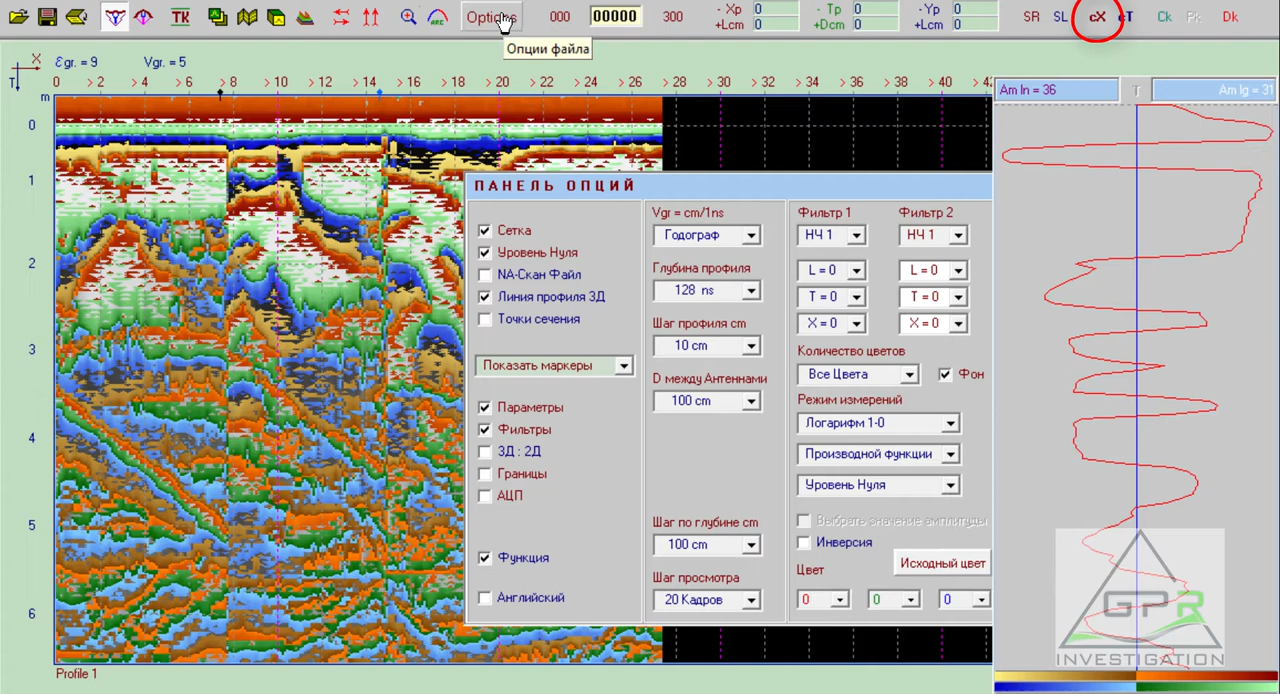 TK ARC Options 000 00000 300 - Xp 0 - Tp 0 - Yp 0 SR SL cX cT Ck Pk Dk
+Lcm 0 +Dcm 0 +Lcm 0
Опции файла
X Ɛgr. = 9 Vgr. = 5
T
0 2 4 6 8 10 12 14 16 18 20 22 24 26 28 30 32 34 36 38 40 42
m
0
1
2
3
4
5
6
Profile 1
Am In = 36 T Am Ig = 31
ПАНЕЛЬ ОПЦИЙ
Сетка
Уровень Нуля
NA-Скан Файл
Линия профиля 3Д
Точки сечения
Показать маркеры
Параметры
Фильтры
3Д : 2Д
Границы
АЦП
Функция
Английский
Vgr = cm/1ns
Годограф
Глубина профиля
128 ns
Шаг профиля cm
10 cm
D между Антеннами
100 cm
Шаг по глубине cm
100 cm
Шаг просмотра
20 Кадров
Фильтр 1 Фильтр 2
НЧ 1 НЧ 1
L = 0 L = 0
T = 0 T = 0
X = 0 X = 0
Количество цветов
Все Цвета Фон
Режим измерений
Логарифм 1-0
Производной функции
Уровень Нуля
Выбрать значение амплитуды
Инверсия
Цвет Исходный цвет
0 0 0
GPR
INVESTIGATION